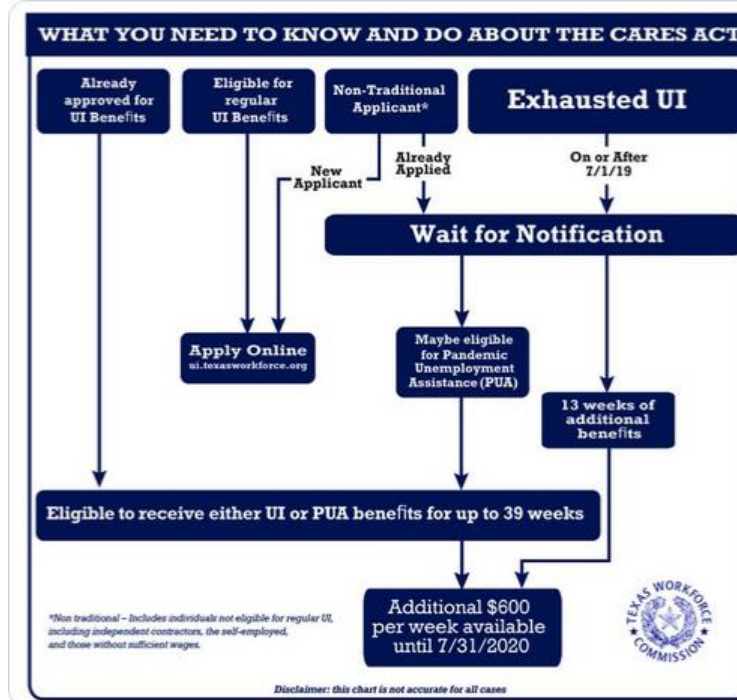 WHAT YOU NEED TO KNOW AND DO ABOUT THE CARES ACT
Already
approved for
UI Benefits
Eligible for
regular
UI Benefits
Non-Traditional
Applicant*
Exhausted UI
New
Applicant
Already
Applied
On or After
7/1/19
Wait for Notification
Apply Online
ui.texasworkforce.org
Maybe eligible
for Pandemic
Unemployment
Assistance (PUA)
13 weeks of
additional
benefits
Eligible to receive either UI or PUA benefits for up to 39 weeks
Additional $600
per week available
until 7/31/2020
*Non traditional – Includes individuals not eligible for regular UI,
including independent contractors, the self-employed,
and those without sufficient wages.
TEXAS WORKFORCE
COMMISSION
Disclaimer: this chart is not accurate for all cases